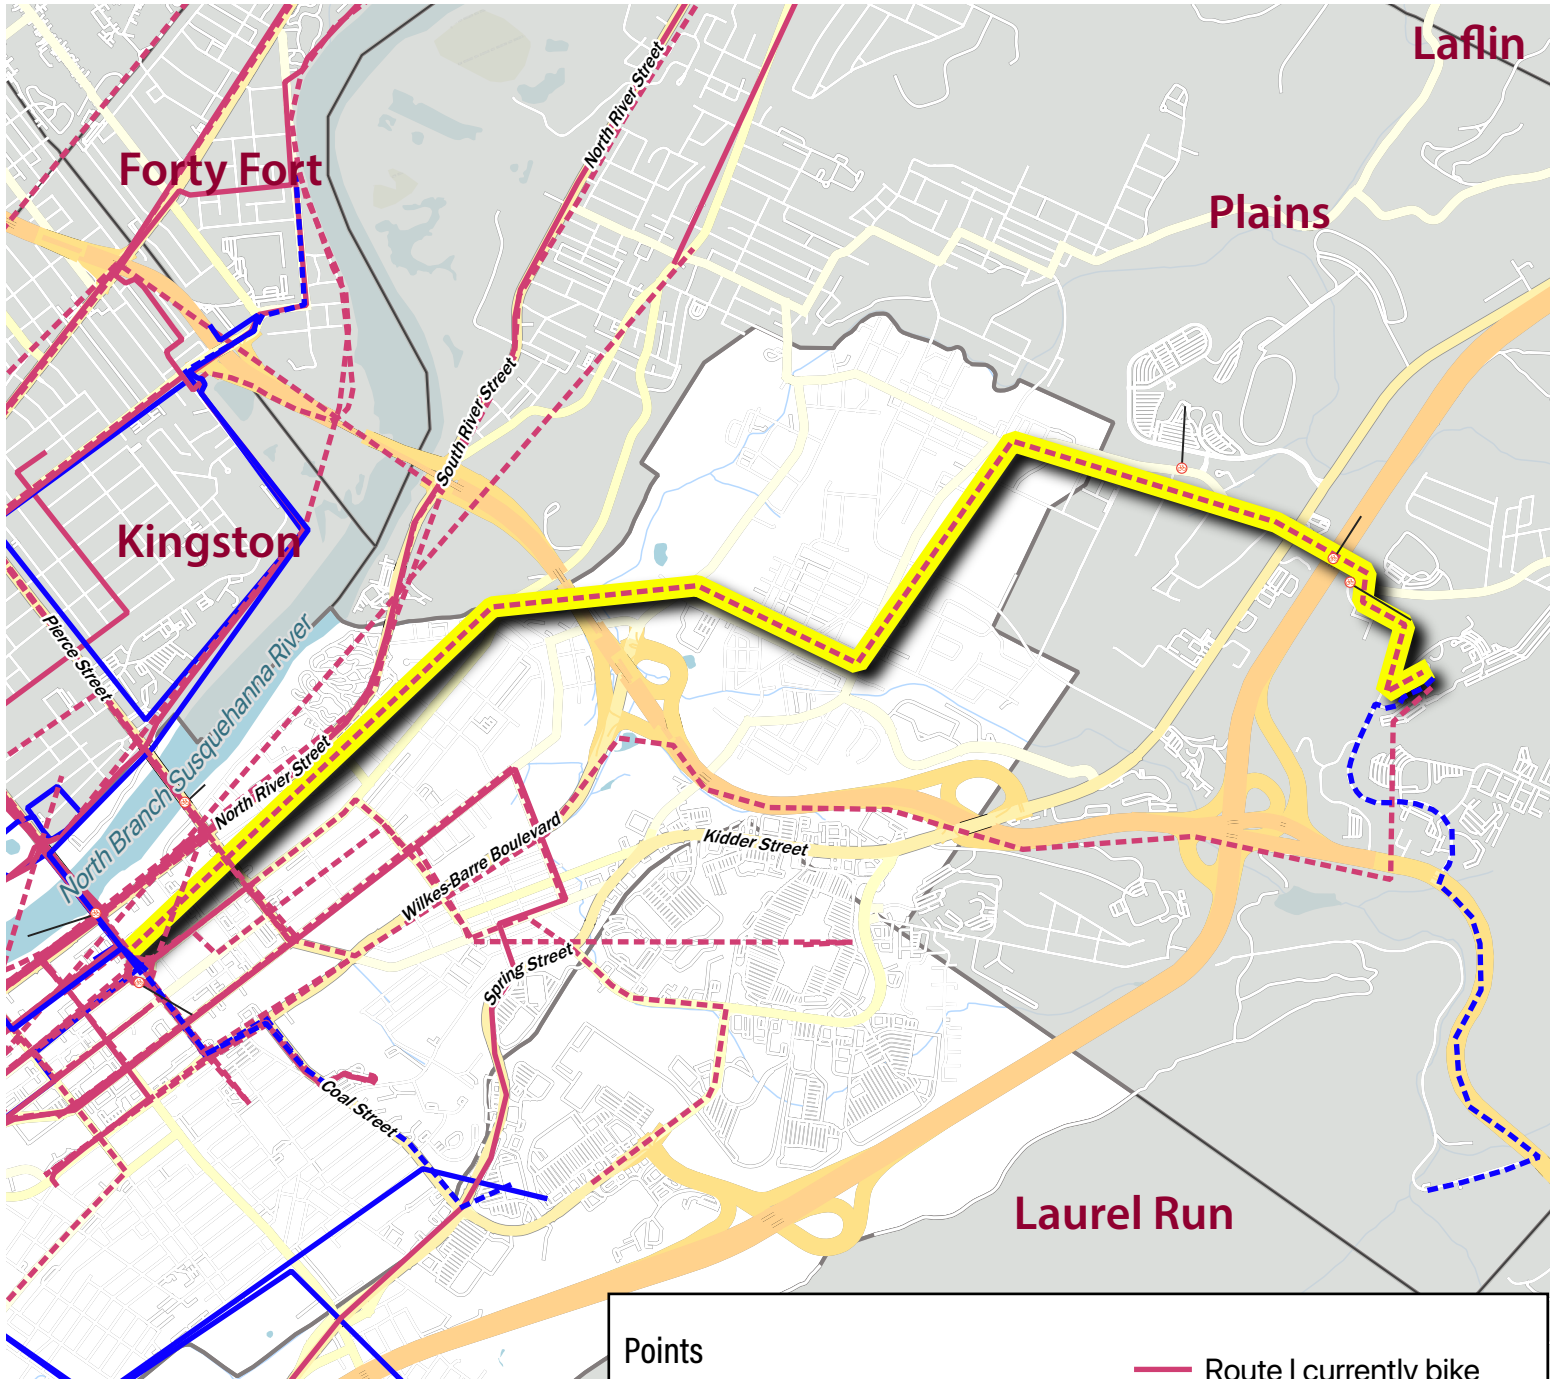 Laflin
North River Street
Forty Fort
Plains
South River Street
Kingston
Pierce Street
North Branch Susquehanna River
North River Street
Kidder Street
Wilkes-Barre Boulevard
Spring Street
Coal Street
Laurel Run
Points
Route I currently bike